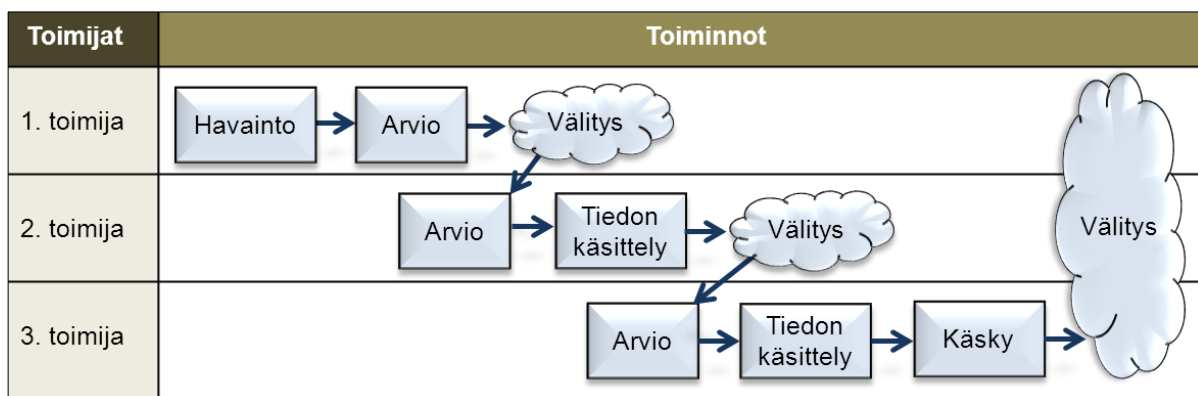 Toimijat
Toiminnot
1. toimija
Havainto
Arvio
Välitys
2. toimija
Arvio
Tiedon
käsittely
Välitys
Välitys
3. toimija
Arvio
Tiedon
käsittely
Käsky